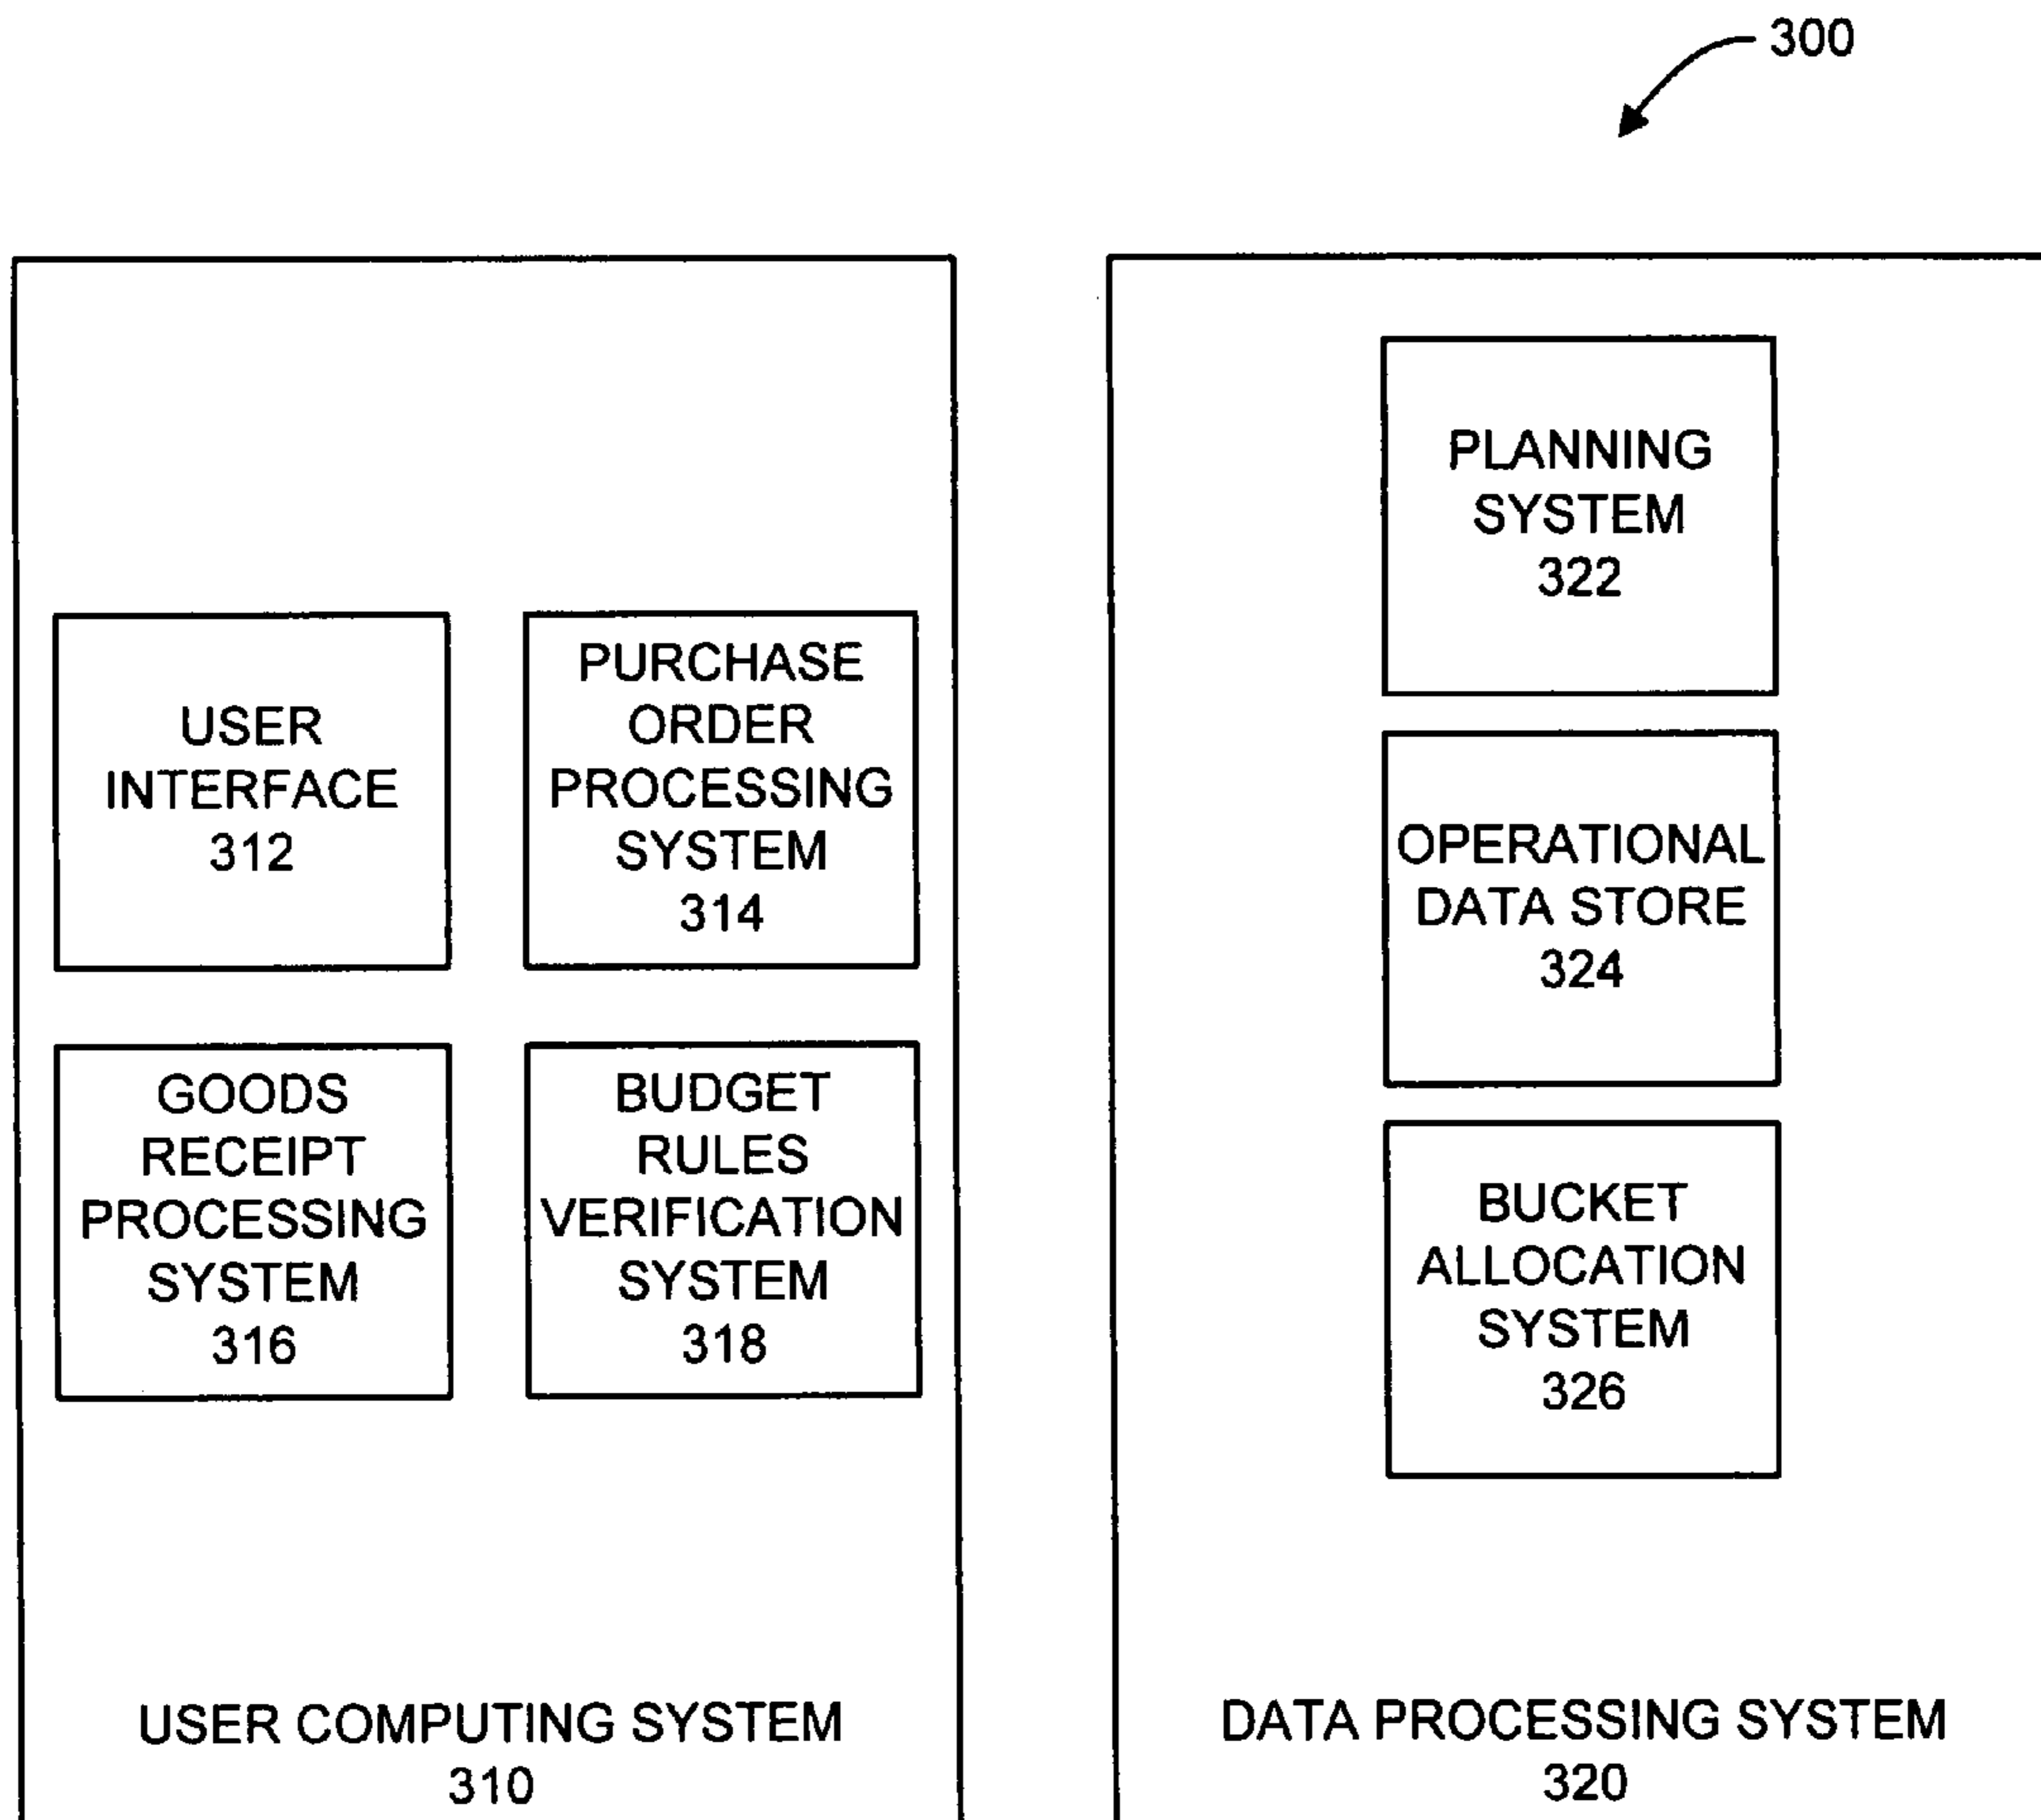 300
USER
INTERFACE
312
PURCHASE
ORDER
PROCESSING
SYSTEM
314
GOODS
RECEIPT
PROCESSING
SYSTEM
316
BUDGET
RULES
VERIFICATION
SYSTEM
318
USER COMPUTING SYSTEM
310
PLANNING
SYSTEM
322
OPERATIONAL
DATA STORE
324
BUCKET
ALLOCATION
SYSTEM
326
DATA PROCESSING SYSTEM
320